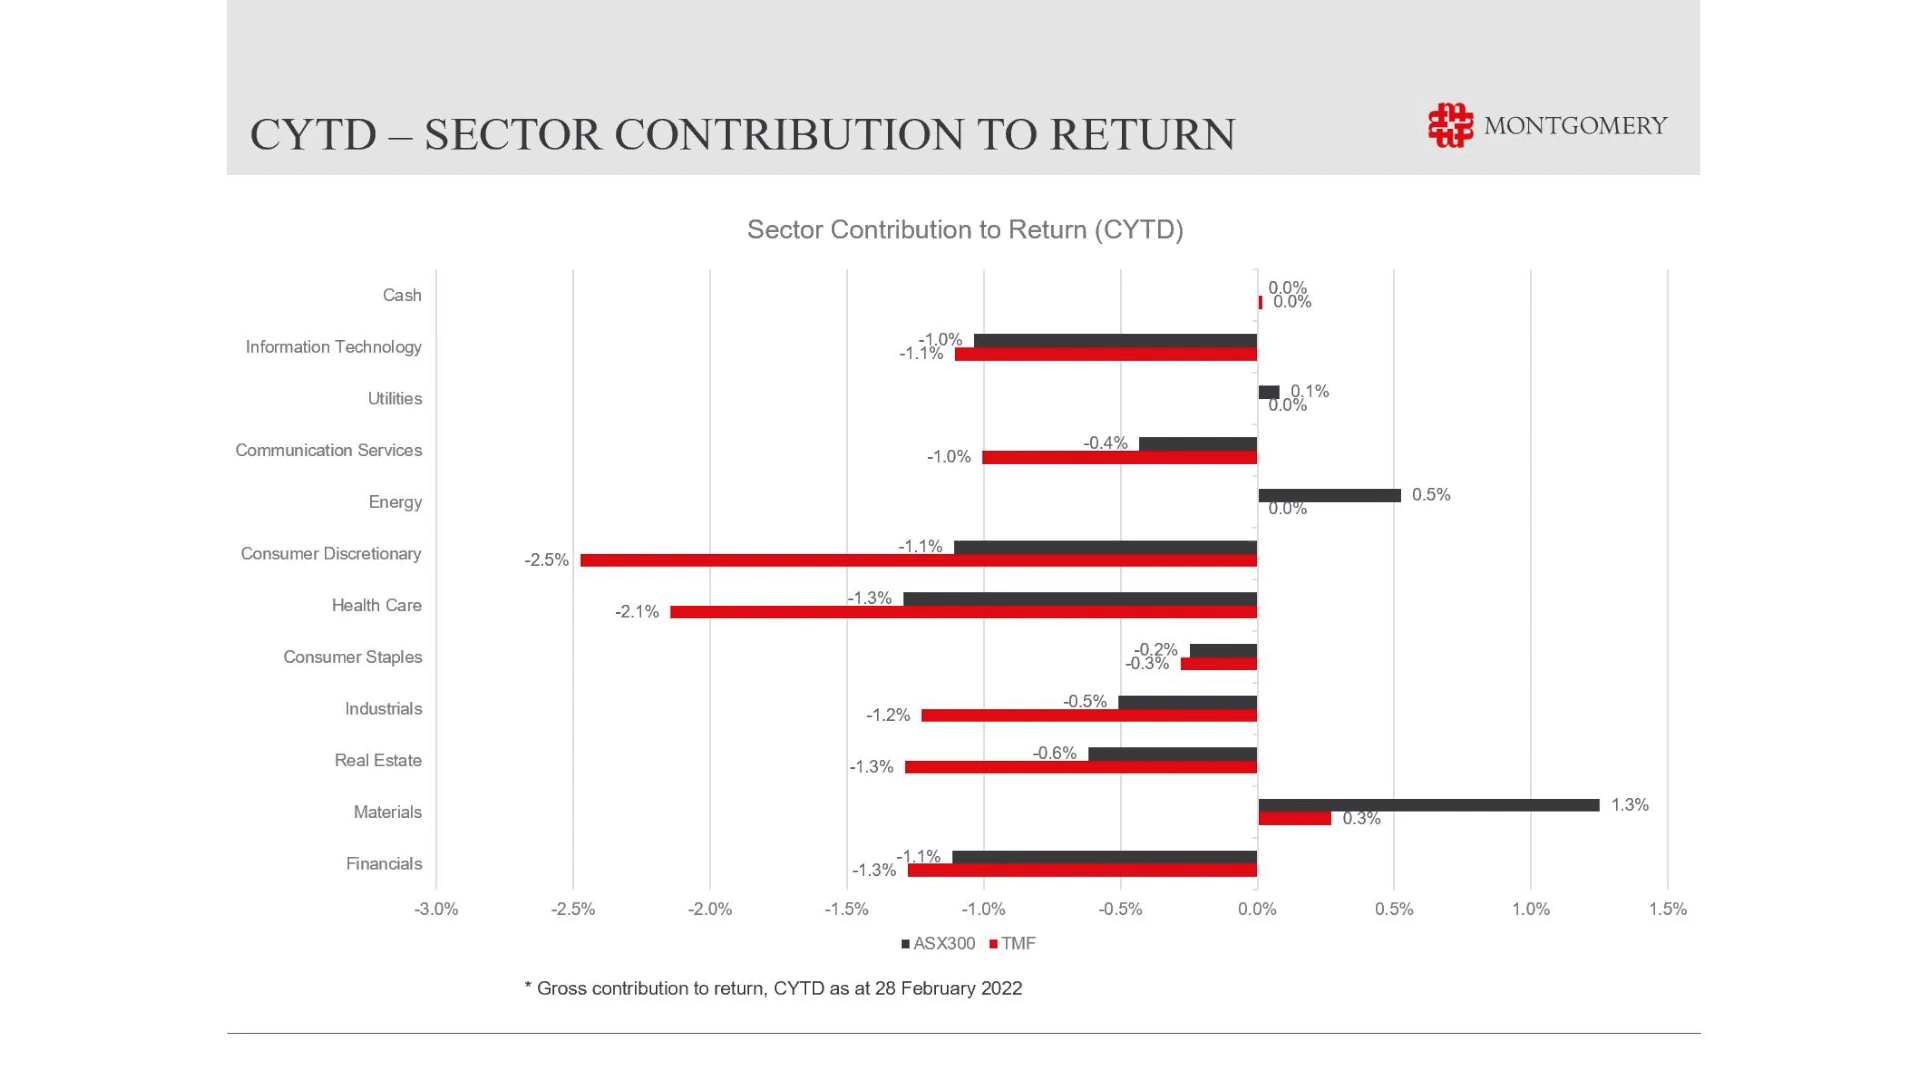 CYTD – SECTOR CONTRIBUTION TO RETURN
MONTGOMERY
Sector Contribution to Return (CYTD)
Cash
0.0%
0.0%
Information Technology
-1.0%
-1.1%
Utilities
0.1%
0.0%
Communication Services
-0.4%
-1.0%
Energy
0.5%
0.0%
Consumer Discretionary
-1.1%
-2.5%
Health Care
-1.3%
-2.1%
Consumer Staples
-0.2%
-0.3%
Industrials
-0.5%
-1.2%
Real Estate
-0.6%
-1.3%
Materials
1.3%
0.3%
Financials
-1.1%
-1.3%
-3.0% -2.5% -2.0% -1.5% -1.0% -0.5% 0.0% 0.5% 1.0% 1.5%
ASX300 TMF
* Gross contribution to return, CYTD as at 28 February 2022